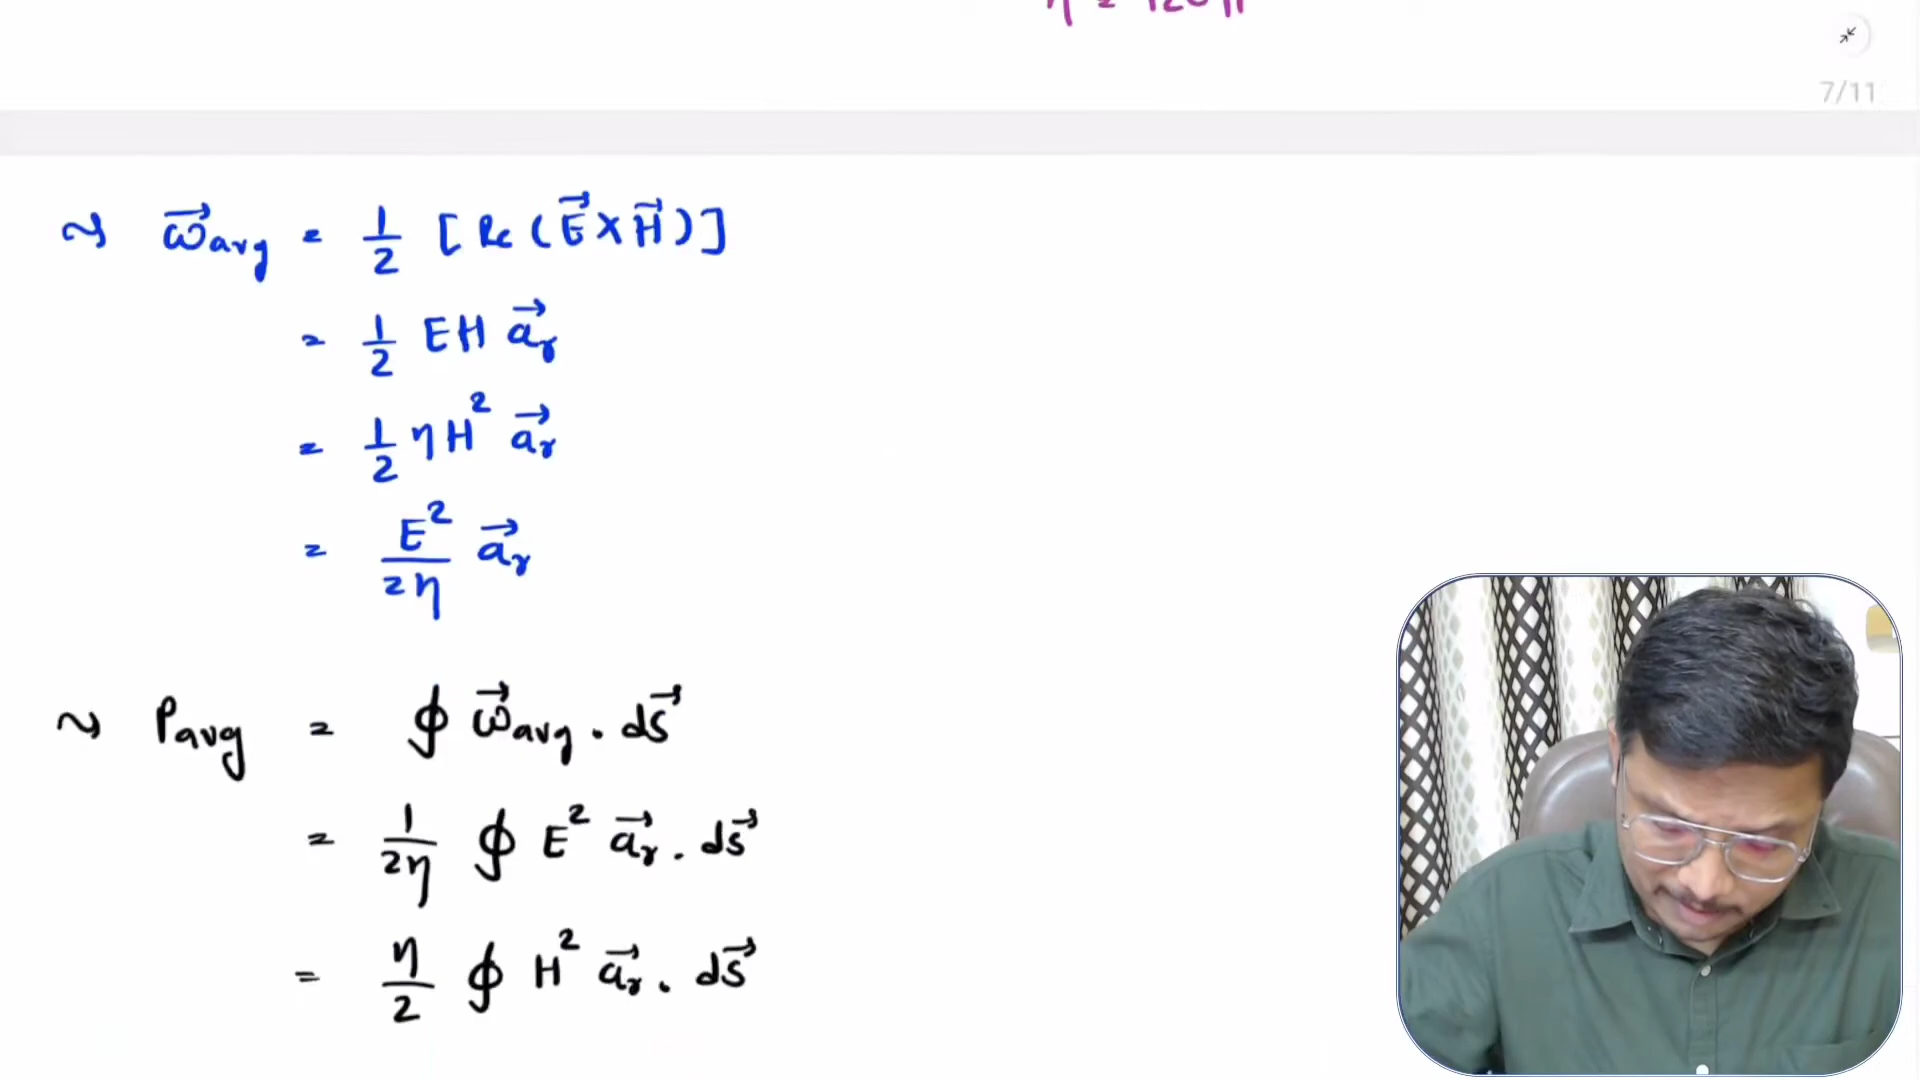 η = 120π
7/11
~> w⃗avg = 1/2 [Re(E⃗ × H⃗)]
= 1/2 EH a⃗r
= 1/2 ηH² a⃗r
= E²/2η a⃗r
~> Pavg = ∮ w⃗avg . ds⃗
= 1/2η ∮ E² a⃗r . ds⃗
= η/2 ∮ H² a⃗r . ds⃗